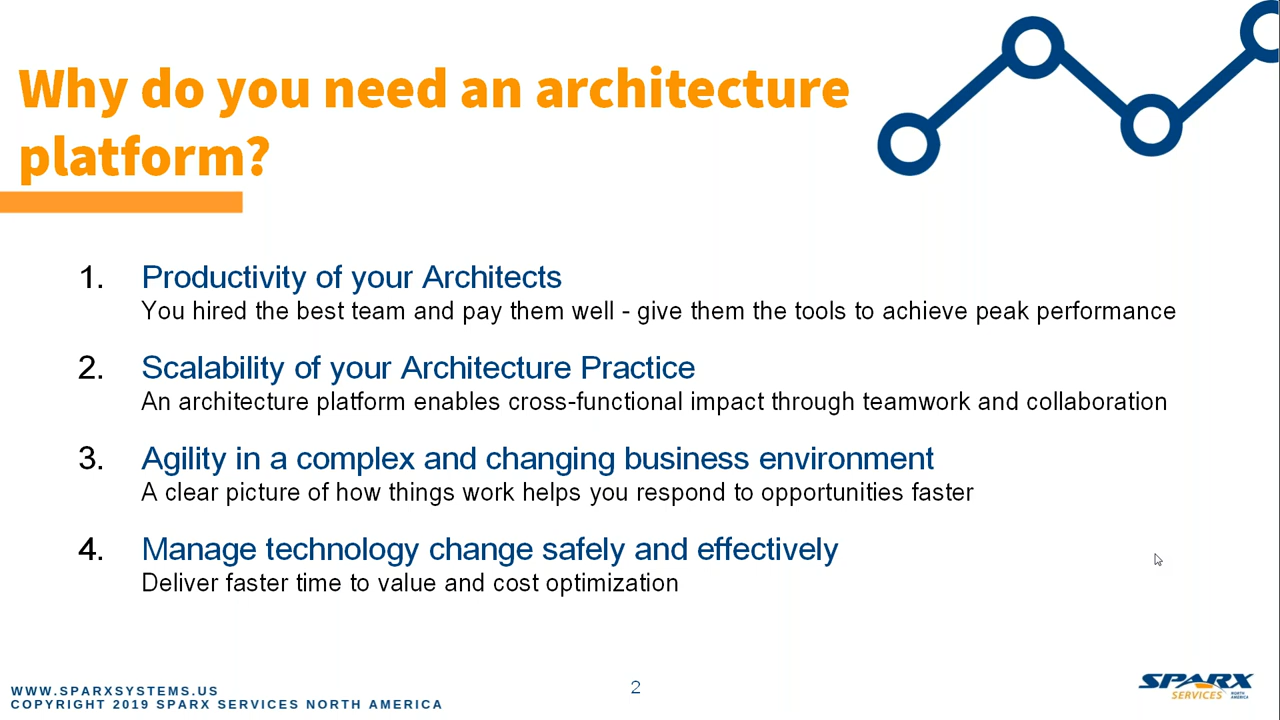 Why do you need an architecture
platform?
1. Productivity of your Architects
You hired the best team and pay them well - give them the tools to achieve peak performance
2. Scalability of your Architecture Practice
An architecture platform enables cross-functional impact through teamwork and collaboration
3. Agility in a complex and changing business environment
A clear picture of how things work helps you respond to opportunities faster
4. Manage technology change safely and effectively
Deliver faster time to value and cost optimization
WWW.SPARXSYSTEMS.US
COPYRIGHT 2019 SPARX SERVICES NORTH AMERICA
2
SPARX
SERVICES NORTH AMERICA